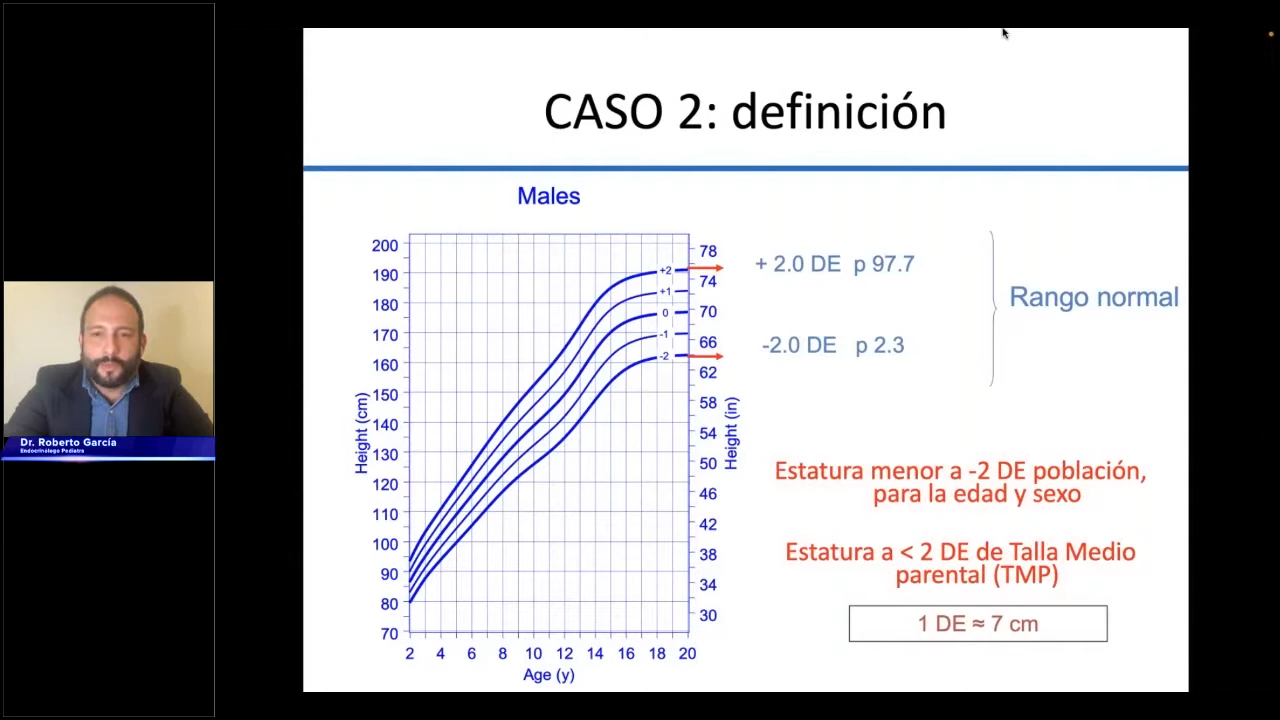 CASO 2: definición
Males
200
190
180
170
160
150
140
130
120
110
100
90
80
70
Height (cm)
+2
+1
0
-1
-2
78
74
70
66
62
58
54
50
46
42
38
34
30
Height (in)
2 4 6 8 10 12 14 16 18 20
Age (y)
+ 2.0 DE p 97.7
-2.0 DE p 2.3
Rango normal
Estatura menor a -2 DE población,
para la edad y sexo
Estatura a < 2 DE de Talla Medio
parental (TMP)
1 DE ≈ 7 cm
Dr. Roberto García
Endocrinólogo Pediatra